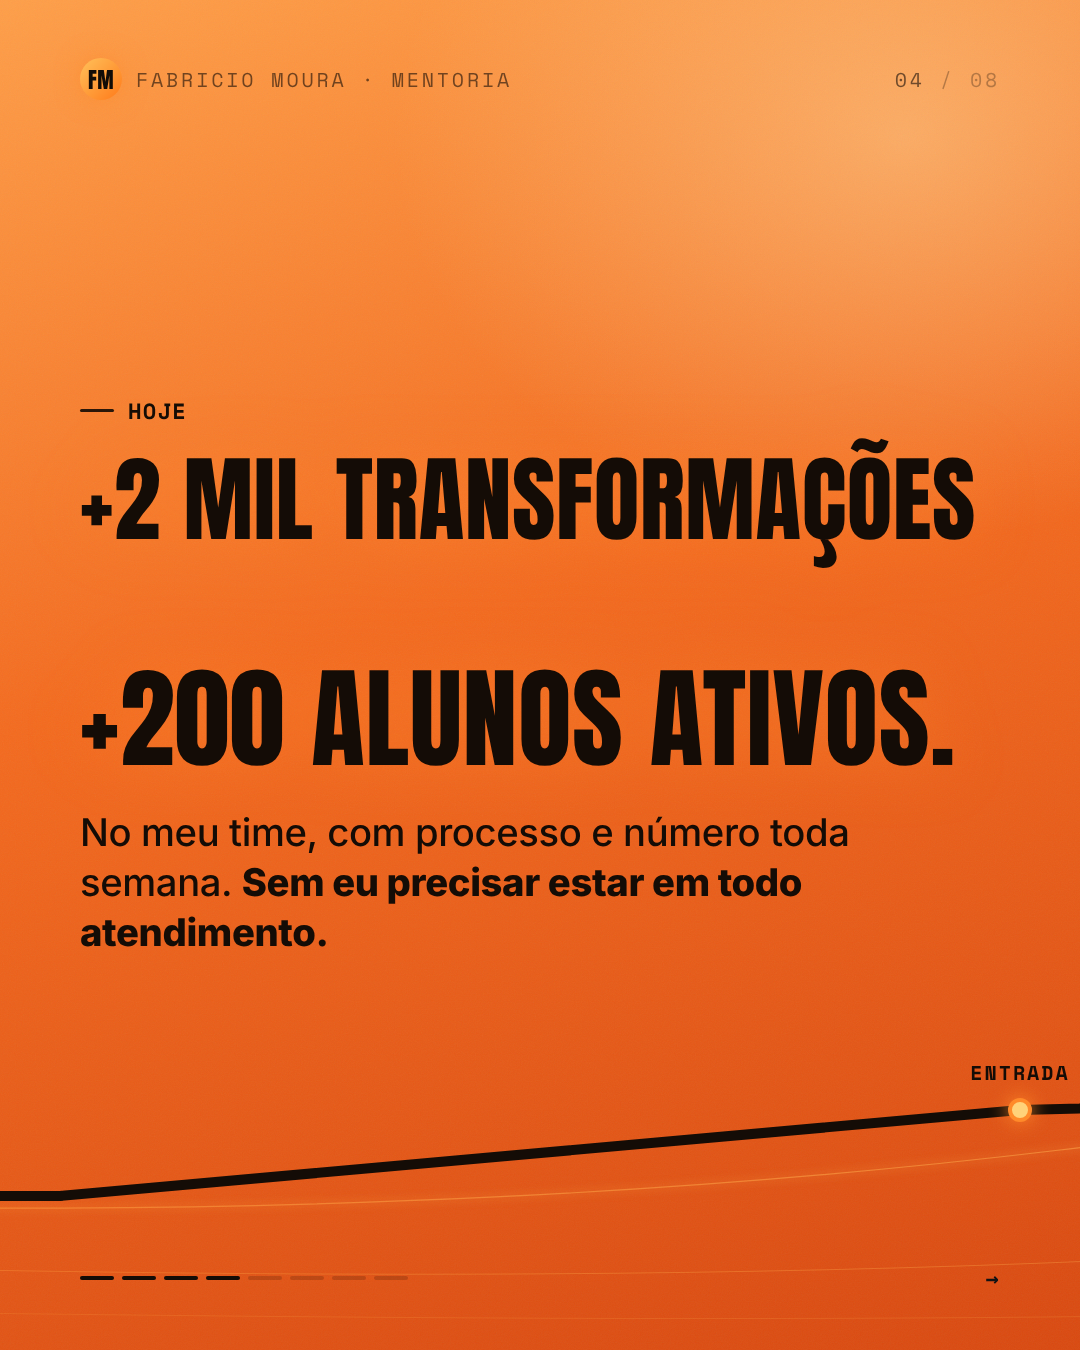 FM FABRICIO MOURA · MENTORIA 04 / 08
HOJE
+2 MIL TRANSFORMAÇÕES
+200 ALUNOS ATIVOS.
No meu time, com processo e número toda
semana. Sem eu precisar estar em todo
atendimento.
ENTRADA
→